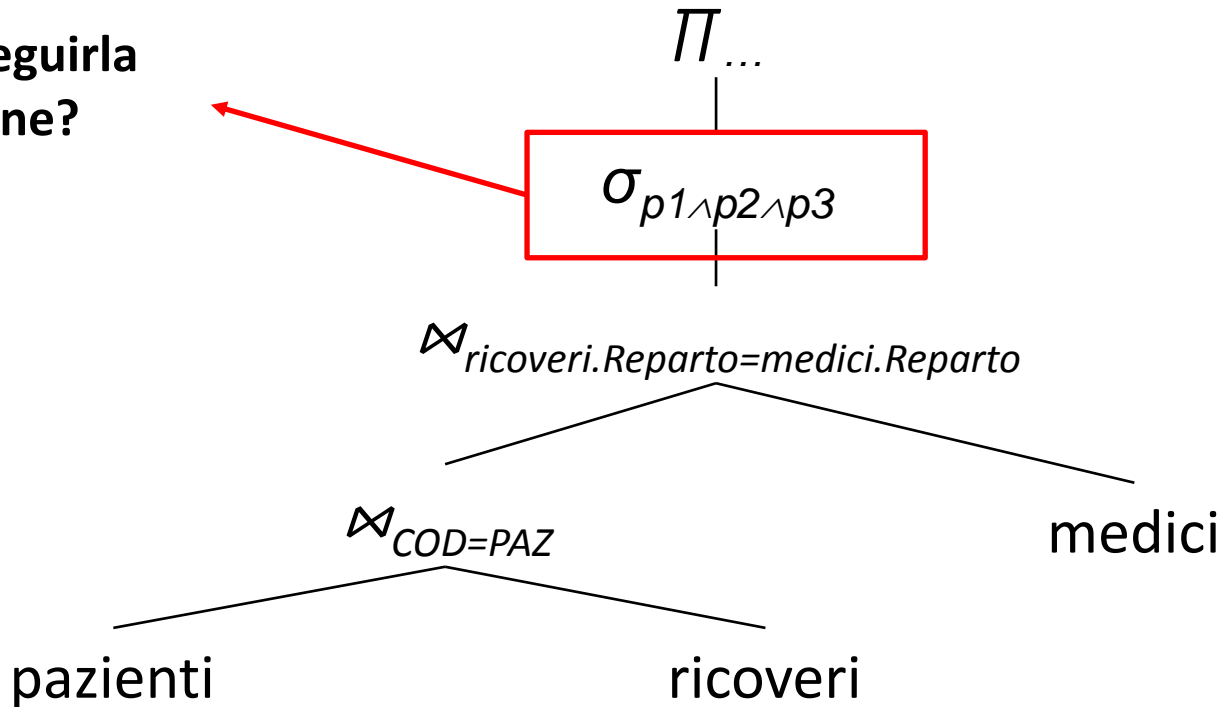 eguirla
ne?
∏...
σp1∧p2∧p3
⋈ricoveri.Reparto=medici.Reparto
⋈COD=PAZ
medici
pazienti
ricoveri